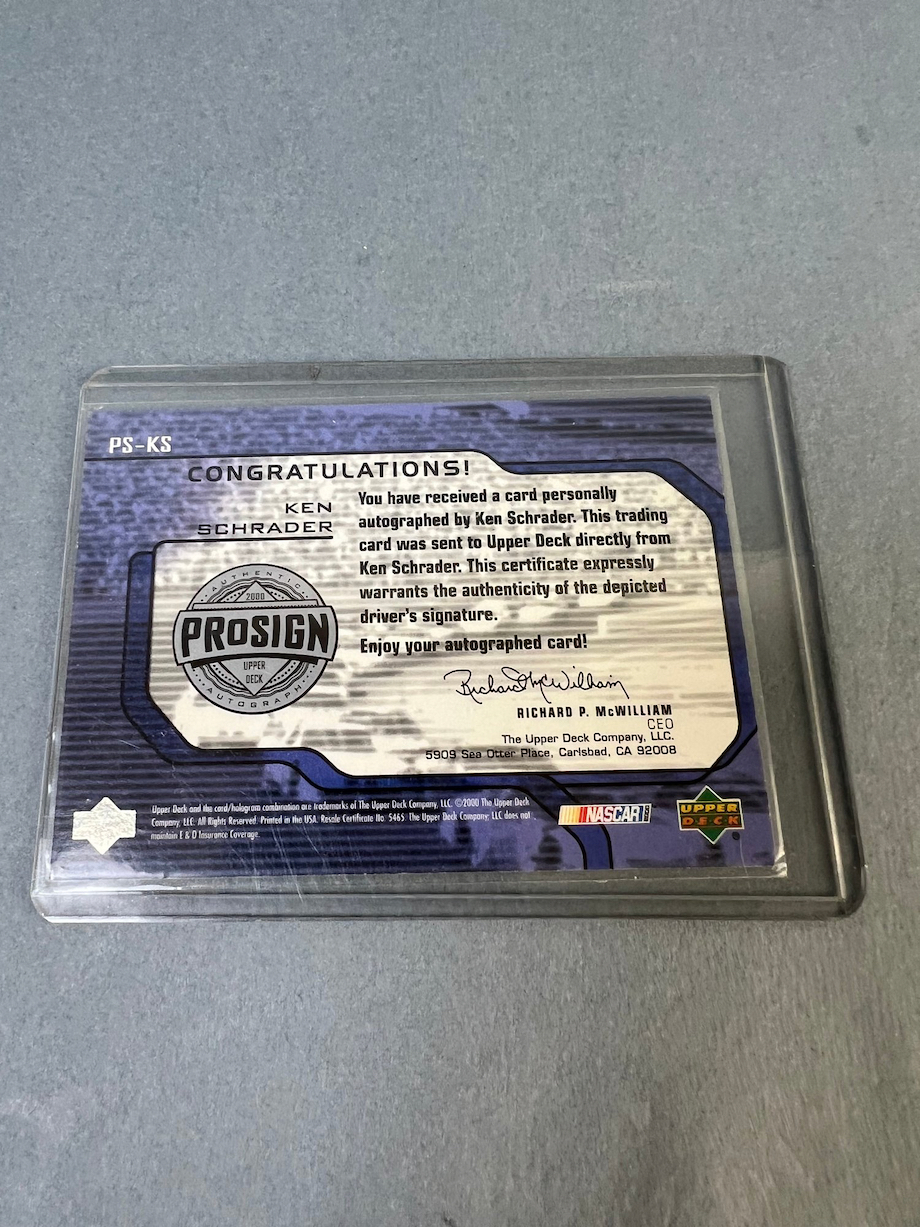 PS-KS
CONGRATULATIONS!
KEN
SCHRADER
AUTHENTIC
2000
PROSIGN
UPPER
DECK
AUTOGRAPH
You have received a card personally
autographed by Ken Schrader. This trading
card was sent to Upper Deck directly from
Ken Schrader. This certificate expressly
warrants the authenticity of the depicted
driver's signature.
Enjoy your autographed card!
Richard P. McWilliam
RICHARD P. McWILLIAM
CEO
The Upper Deck Company, LLC.
5909 Sea Otter Place, Carlsbad, CA 92008
Upper Deck and the card/hologram combination are trademarks of The Upper Deck Company, LLC. ©2000 The Upper Deck
Company, LLC. All Rights Reserved. Printed in the USA. Resale Certificate No. 5465. The Upper Deck Company, LLC does not
maintain E & O Insurance Coverage.
NASCAR
UPPER
DECK
®